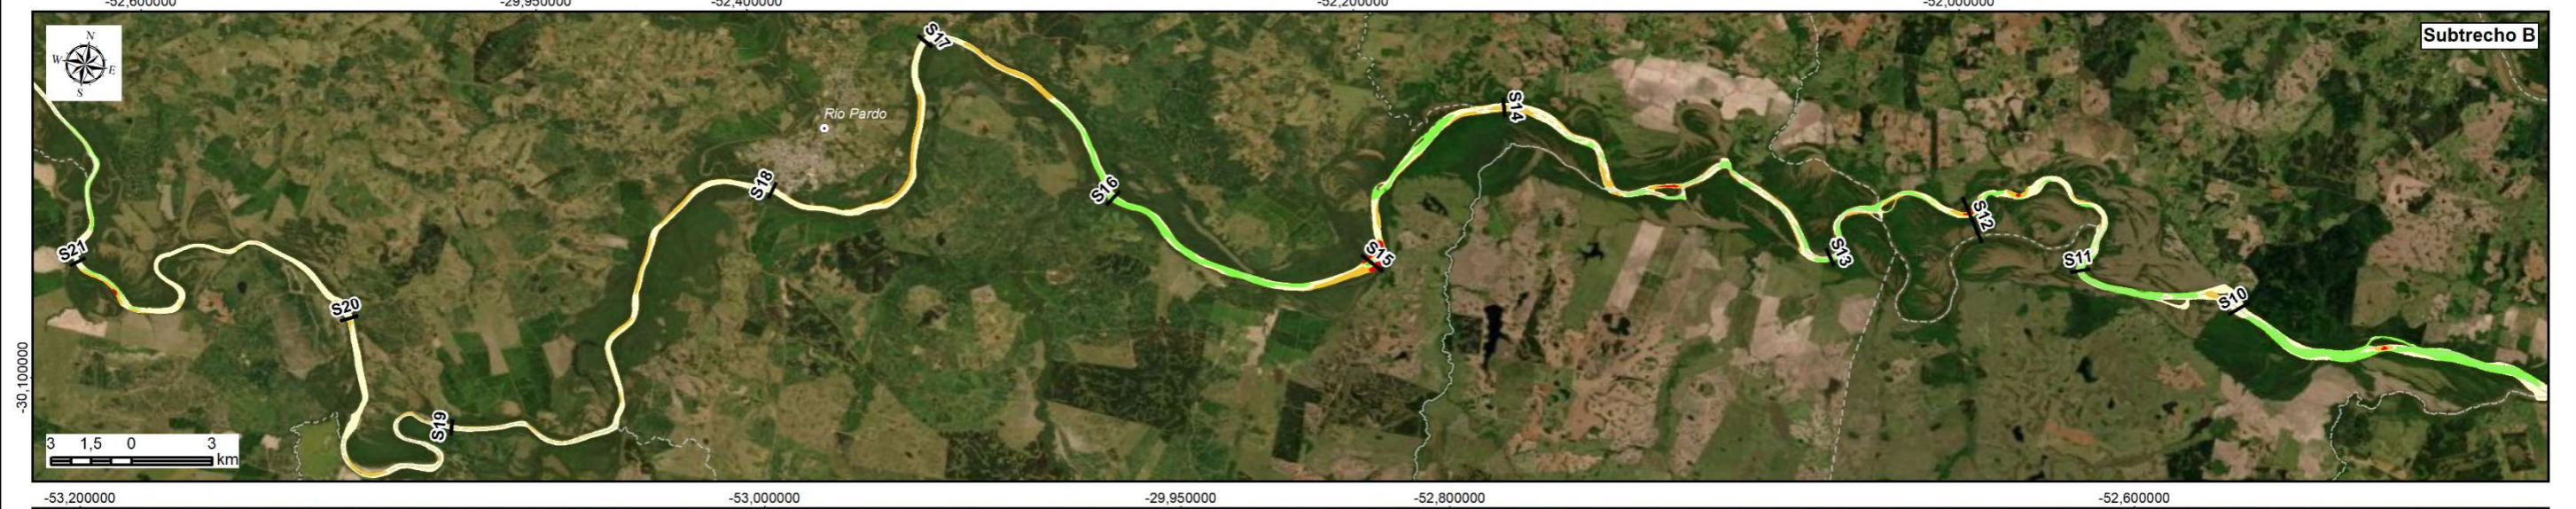 -52,600000 -29,950000 -52,400000 -52,200000 -52,000000
N
W E
S
Subtrecho B
S17
Rio Pardo
S14
S18
S16
S21
S15
S13
S12
S11
S20
S10
S19
-30,100000
3 1,5 0 3
km
-53,200000 -53,000000 -29,950000 -52,800000 -52,600000